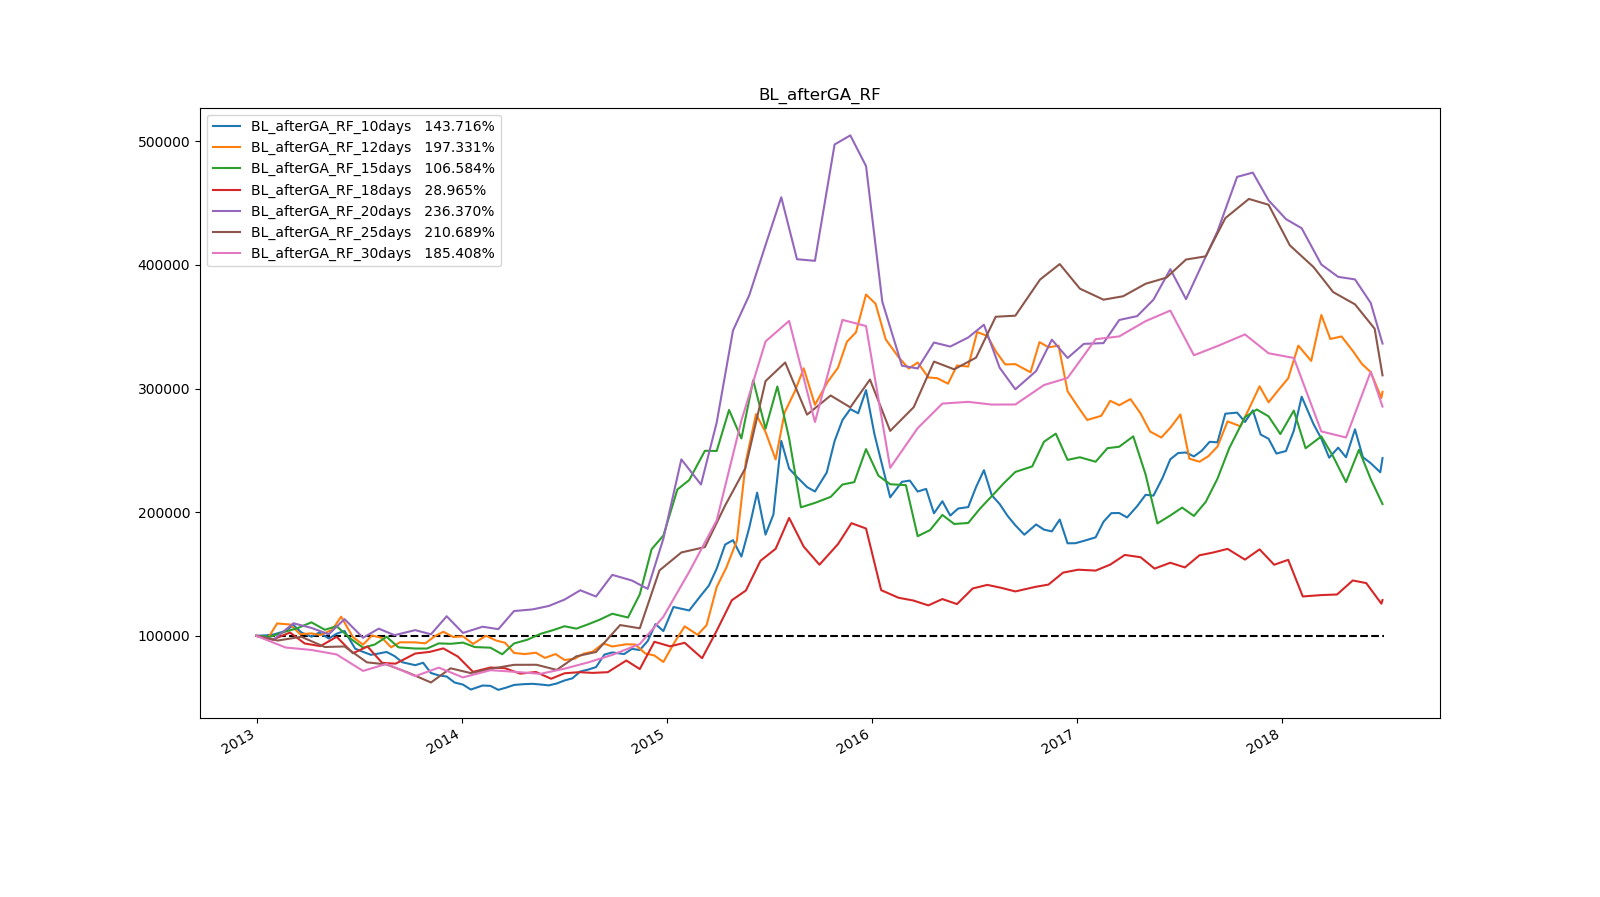 BL_afterGA_RF
BL_afterGA_RF_10days 143.716%
BL_afterGA_RF_12days 197.331%
BL_afterGA_RF_15days 106.584%
BL_afterGA_RF_18days 28.965%
BL_afterGA_RF_20days 236.370%
BL_afterGA_RF_25days 210.689%
BL_afterGA_RF_30days 185.408%
500000
400000
300000
200000
100000
2013 2014 2015 2016 2017 2018